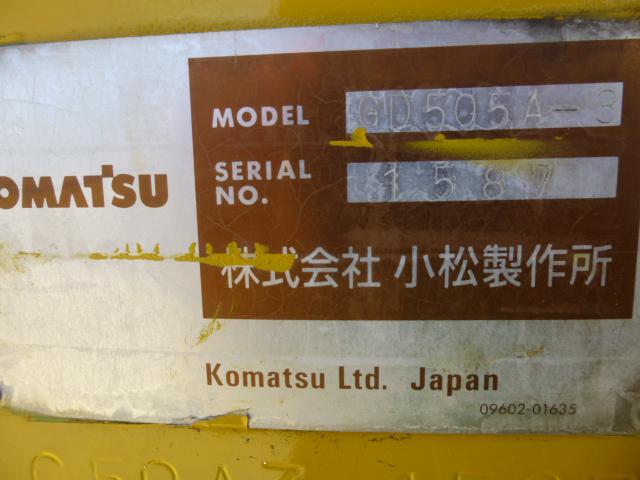 OMATSU
MODEL GD505A-3
SERIAL NO. 1587
株式会社 小松製作所
Komatsu Ltd. Japan
09602-01635